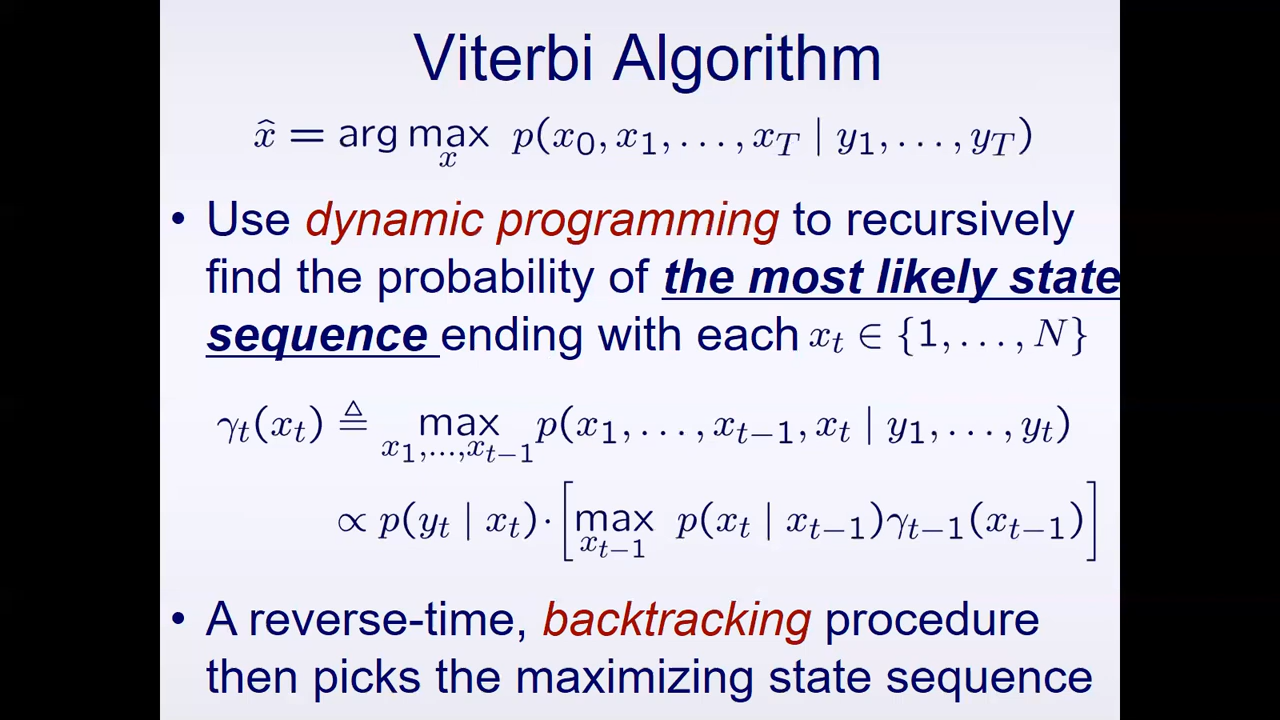 Viterbi Algorithm
x̂ = arg max_x p(x₀, x₁, . . . , x_T | y₁, . . . , y_T)
• Use dynamic programming to recursively
find the probability of the most likely state
sequence ending with each x_t ∈ {1, . . . , N}
γ_t(x_t) ≜ max_{x₁,...,x_{t−1}} p(x₁, . . . , x_{t−1}, x_t | y₁, . . . , y_t)
∝ p(y_t | x_t) · [max_{x_{t−1}} p(x_t | x_{t−1})γ_{t−1}(x_{t−1})]
• A reverse-time, backtracking procedure
then picks the maximizing state sequence